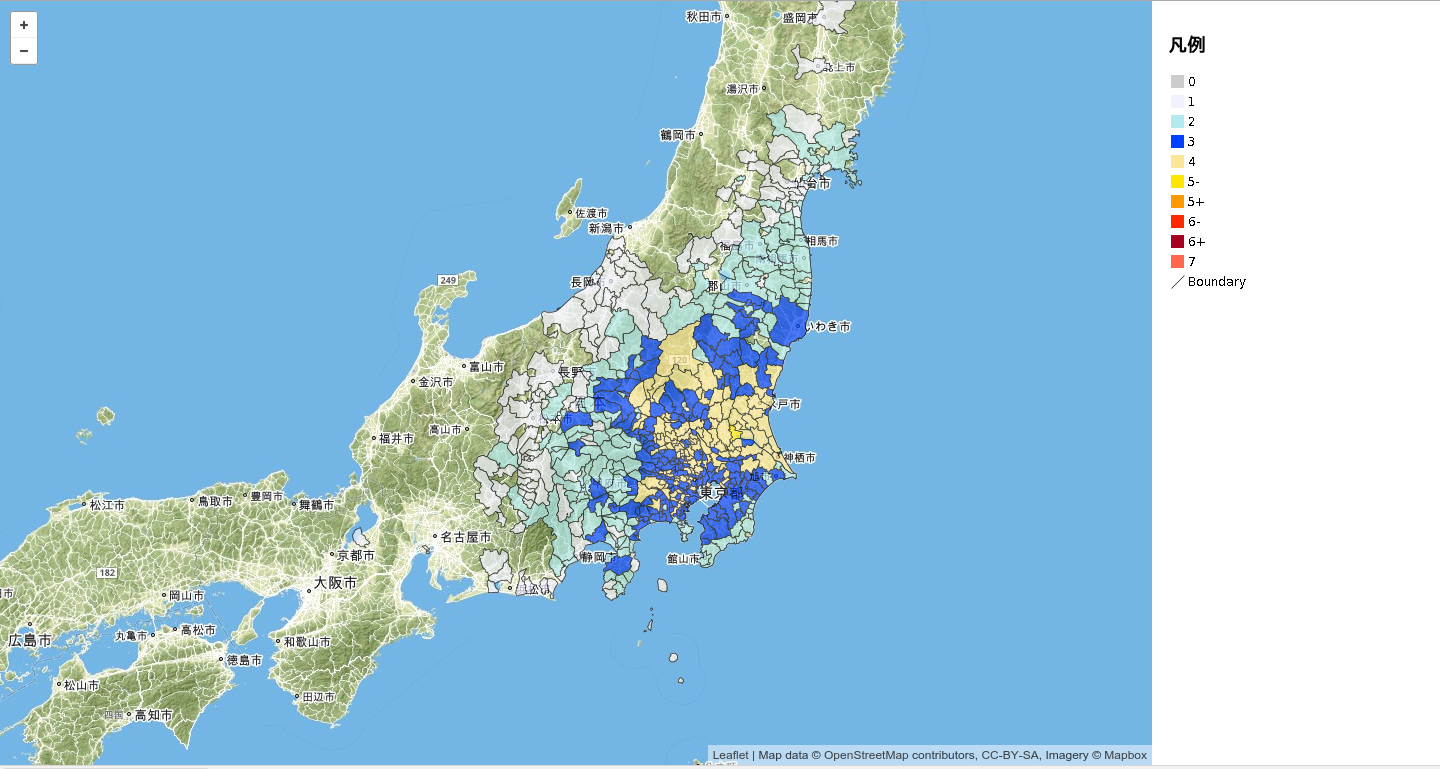 +
−
秋田市
盛岡市
北上市
湯沢市
鶴岡市
佐渡市
新潟市
相馬市
249
長岡
郡山市
いわき市
富山市
長野
120
金沢市
戸市
高山市
福井市
神栖市
松江市
鳥取市
豊岡市
舞鶴市
東京都
名古屋市
京都市
静岡市
館山市
182
大阪市
岡山市
広島市
丸亀市
高松市
和歌山市
徳島市
松山市
田辺市
四国
高知市
凡例
0
1
2
3
4
5-
5+
6-
6+
7
Boundary
Leaflet | Map data © OpenStreetMap contributors, CC-BY-SA, Imagery © Mapbox